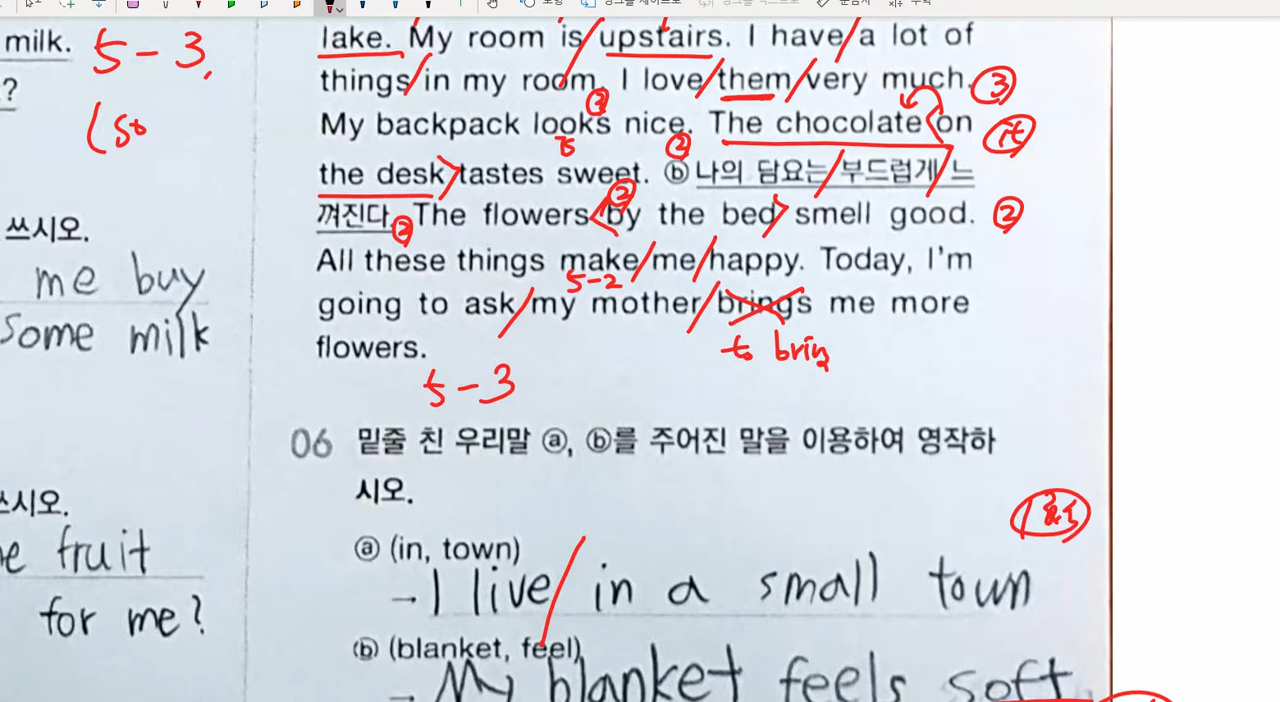 milk. 5-3.
?
쓰시오.
me buy
some milk
쓰시오.
fruit
for me?
lake. My room is upstairs. I have a lot of
things in my room. I love them very much. ③
My backpack looks nice. The chocolate on
the desk tastes sweet. ⓑ 나의 담요는 부드럽게 느
껴진다. The flowers by the bed smell good. ②
All these things make me happy. Today, I'm
5-2
going to ask my mother brings me more
to bring
flowers.
5-3
06 밑줄 친 우리말 ⓐ, ⓑ를 주어진 말을 이용하여 영작하
시오.
ⓐ (in, town)
→ I live in a small town
ⓑ (blanket, feel)
→ My blanket feels soft.